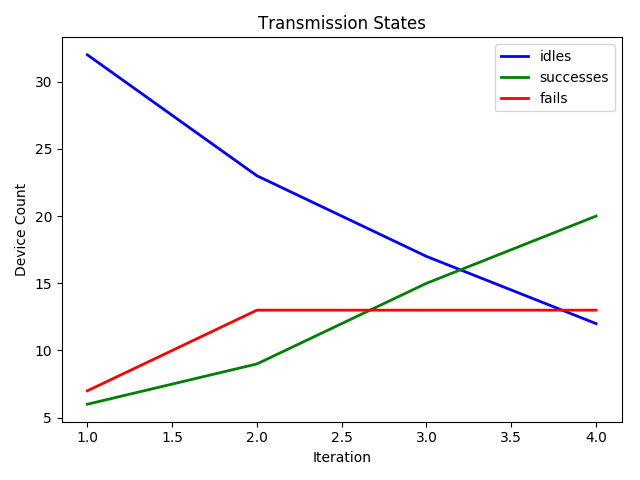 Transmission States
idles
successes
fails
Device Count
30
25
20
15
10
5
1.0 1.5 2.0 2.5 3.0 3.5 4.0
Iteration